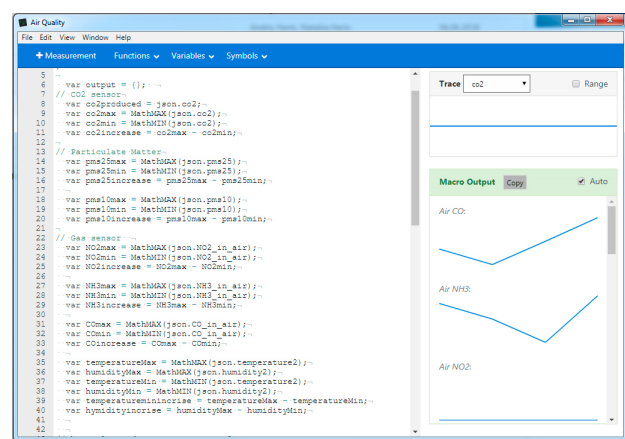 Air Quality
File Edit View Window Help
+ Measurement Functions Variables Symbols
5
6 var output = {};
7 // CO2 sensor
8 var co2produced = json.co2;
9 var co2max = MathMAX(json.co2);
10 var co2min = MathMIN(json.co2);
11 var co2increase = co2max - co2min;
12
13 // Particulate Matter
14 var pms25max = MathMAX(json.pms25);
15 var pms25min = MathMIN(json.pms25);
16 var pms25increase = pms25max - pms25min;
17
18 var pms10max = MathMAX(json.pms10);
19 var pms10min = MathMIN(json.pms10);
20 var pms10increase = pms10max - pms10min;
21
22 // Gas sensor
23 var NO2max = MathMAX(json.NO2_in_air);
24 var NO2min = MathMIN(json.NO2_in_air);
25 var NO2increase = NO2max - NO2min;
26
27 var NH3max = MathMAX(json.NH3_in_air);
28 var NH3min = MathMIN(json.NH3_in_air);
29 var NH3increase = NH3max - NH3min;
30
31 var COmax = MathMAX(json.CO_in_air);
32 var COmin = MathMIN(json.CO_in_air);
33 var COincrease = COmax - COmin;
34
35 var temperatureMax = MathMAX(json.temperature2);
36 var humidityMax = MathMAX(json.humidity2);
37 var temperatureMin = MathMIN(json.temperature2);
38 var humidityMin = MathMIN(json.humidity2);
39 var temperatureminincrise = temperatureMax - temperatureMin;
40 var hymidityincrise = humidityMax - humidityMin;
41
42
Trace co2 Range
Macro Output Copy Auto
Air CO:
Air NH3:
Air NO2: